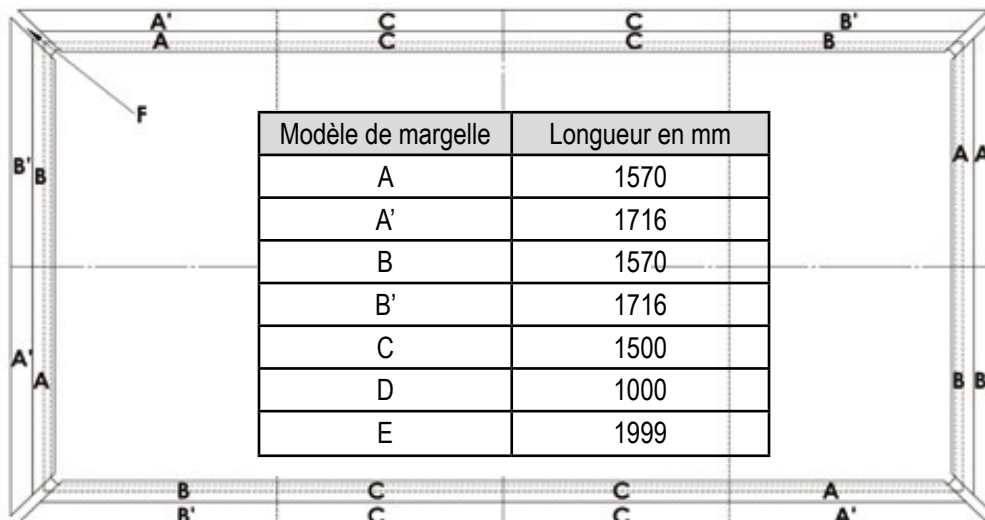 A' C C B'
A C C B
F
B' B
A A
Modèle de margelle Longueur en mm
A 1570
A' 1716
B 1570
B' 1716
C 1500
D 1000
E 1999
A' A
B B
B C C A
B' C C A'